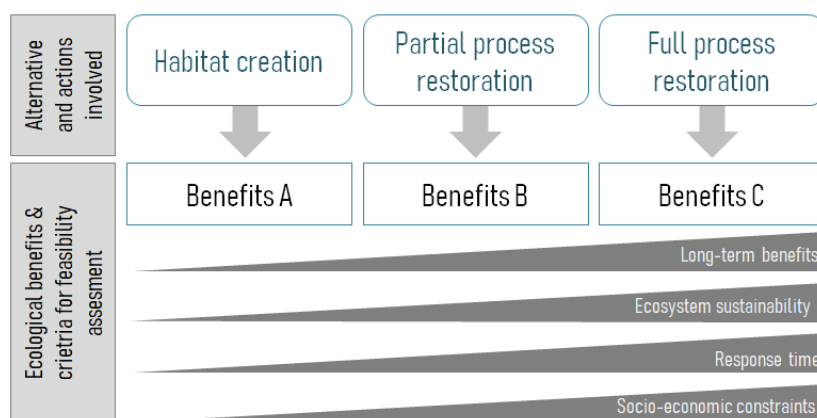 Alternative
and actions
involved
Habitat creation
Partial process
restoration
Full process
restoration
Ecological benefits &
crietria for feasibility
assesment
Benefits A
Benefits B
Benefits C
Long-term benefits
Ecosystem sustainability
Response time
Socio-economic constraints